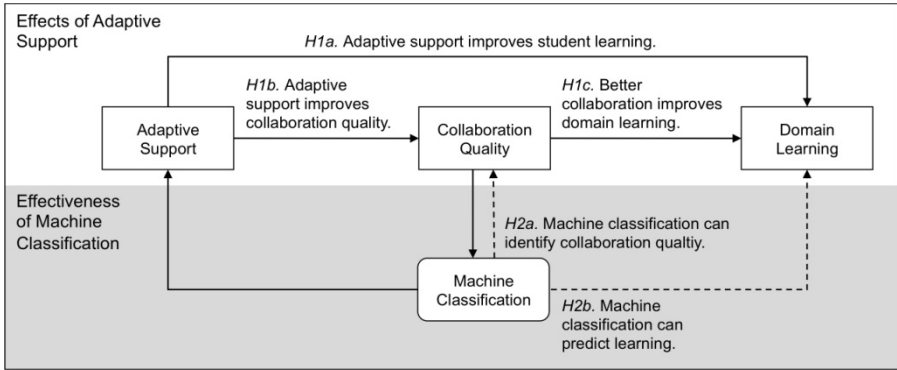 Effects of Adaptive
Support
H1a. Adaptive support improves student learning.
H1b. Adaptive
support improves
collaboration quality.
H1c. Better
collaboration improves
domain learning.
Adaptive
Support
Collaboration
Quality
Domain
Learning
Effectiveness
of Machine
Classification
H2a. Machine classification can
identify collaboration qualtiy.
Machine
Classification
H2b. Machine
classification can
predict learning.